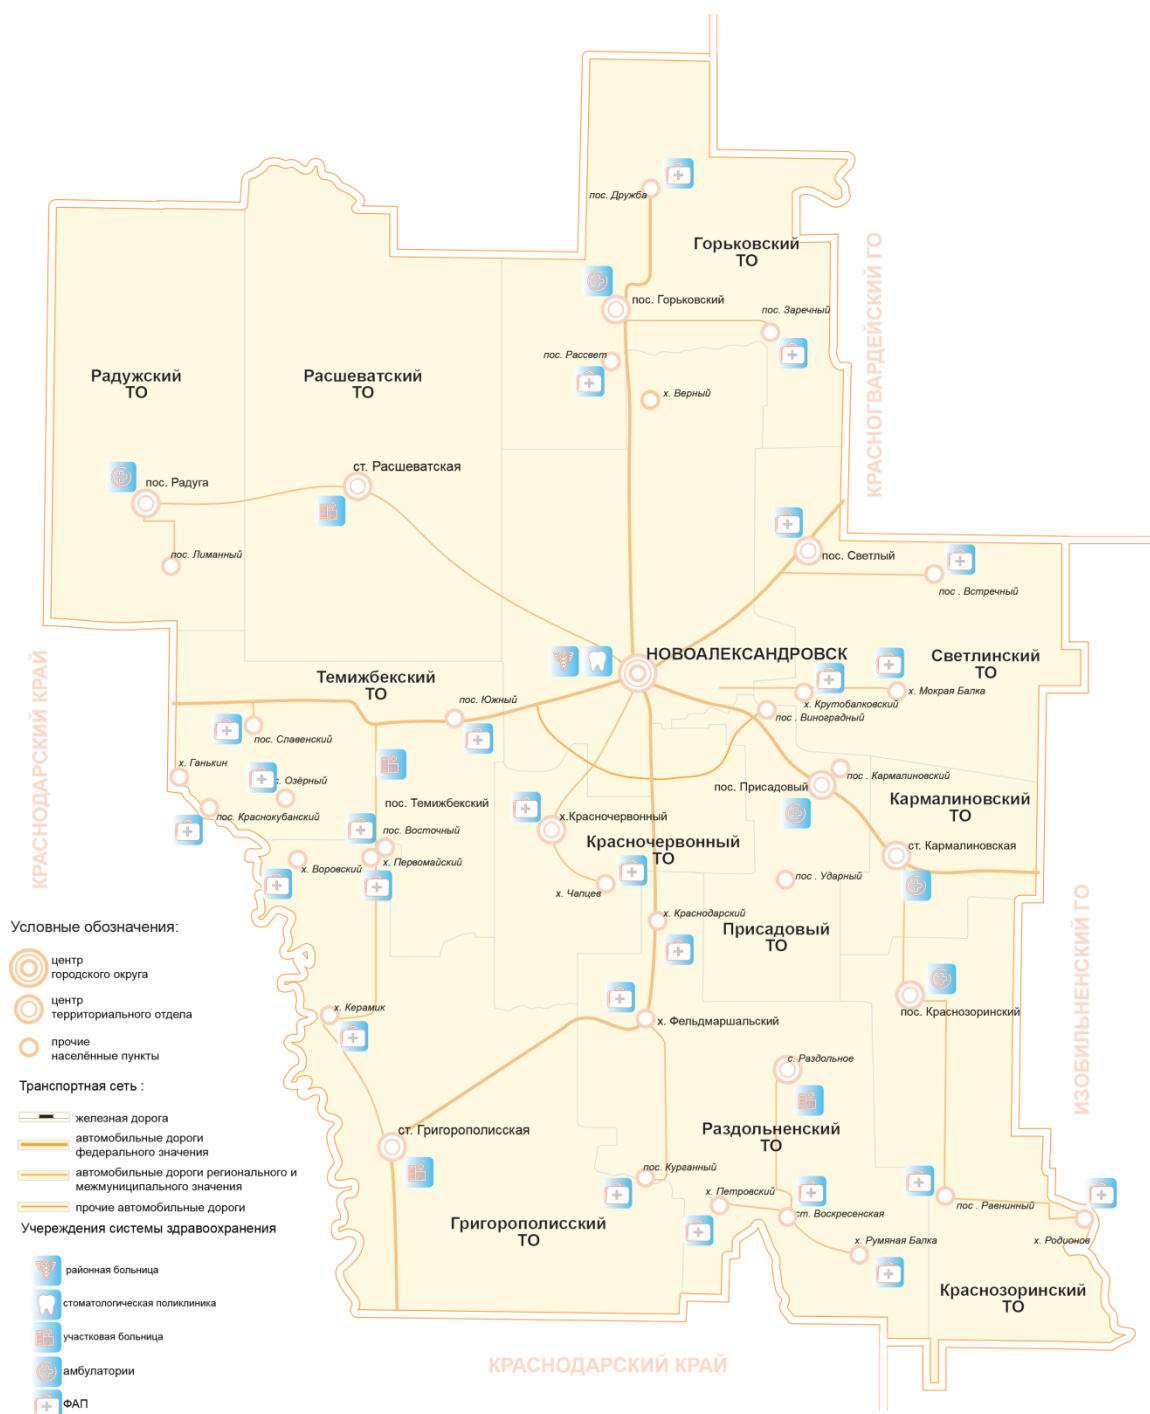 пос. Дружба
Горьковский
ТО
пос. Горьковский
пос. Заречный
КРАСНОГВАРДЕЙСКИЙ ГО
пос. Рассвет
х. Верный
Радужский
ТО
Расшеватский
ТО
ст. Расшеватская
пос. Радуга
пос. Лиманный
пос. Светлый
пос . Встречный
НОВОАЛЕКСАНДРОВСК
Светлинский
ТО
КРАСНОДАРСКИЙ КРАЙ
Темижбекский
ТО
пос. Южный
х. Мокрая Балка
х. Крутобалковский
пос . Виноградный
пос. Славенский
х. Ганькин
с. Озёрный
пос . Кармалиновский
пос. Присадовый
Кармалиновский
ТО
пос. Темижбекский
пос. Краснокубанский
х.Красночервонный
пос. Восточный
Красночервонный
ТО
ст. Кармалиновская
х. Воровский
х. Первомайский
х. Чапцев
пос . Ударный
х. Краснодарский
Присадовый
ТО
ИЗОБИЛЬНЕНСКИЙ ГО
Условные обозначения:
центр
городского округа
центр
территориального отдела
прочие
населённые пункты
х. Керамик
х. Фельдмаршальский
пос. Краснозоринский
с. Раздольное
Транспортная сеть :
железная дорога
автомобильные дороги
федерального значения
автомобильные дороги регионального и
межмуниципального значения
прочие автомобильные дороги
ст. Григорополисская
Раздольненский
ТО
пос. Курганный
х. Петровский
ст. Воскресенская
пос . Равнинный
Григорополисский
ТО
х. Румяная Балка
х. Родионов
Краснозоринский
ТО
Учереждения системы здравоохранения
районная больница
стоматологическая поликлиника
участковая больница
амбулатории
ФАП
КРАСНОДАРСКИЙ КРАЙ